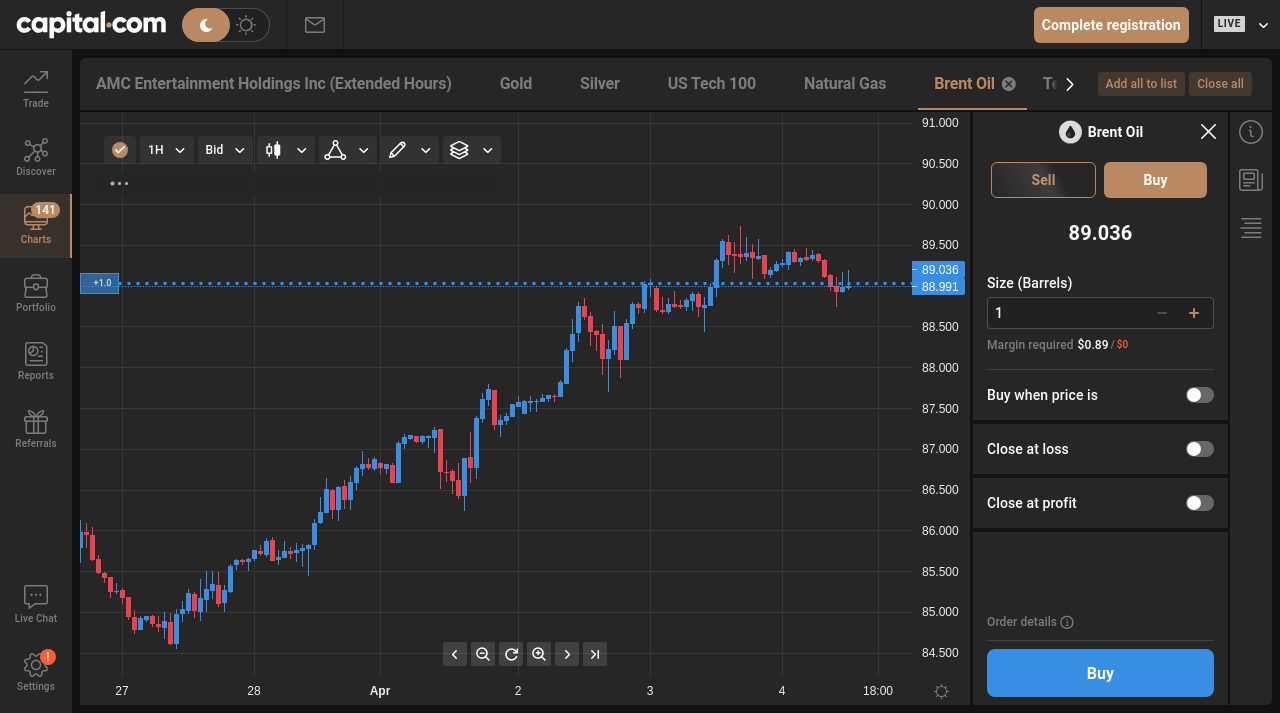 capital.com
Complete registration
LIVE
Trade
Discover
141
Charts
Portfolio
Reports
Referrals
Live Chat
!
Settings
AMC Entertainment Holdings Inc (Extended Hours)
Gold
Silver
US Tech 100
Natural Gas
Brent Oil
Te
Add all to list
Close all
1H
Bid
+1.0
91.000
90.500
90.000
89.500
89.036
88.991
88.500
88.000
87.500
87.000
86.500
86.000
85.500
85.000
84.500
27
28
Apr
2
3
4
18:00
Brent Oil
Sell
Buy
89.036
Size (Barrels)
1
Margin required $0.89 / $0
Buy when price is
Close at loss
Close at profit
Order details
Buy